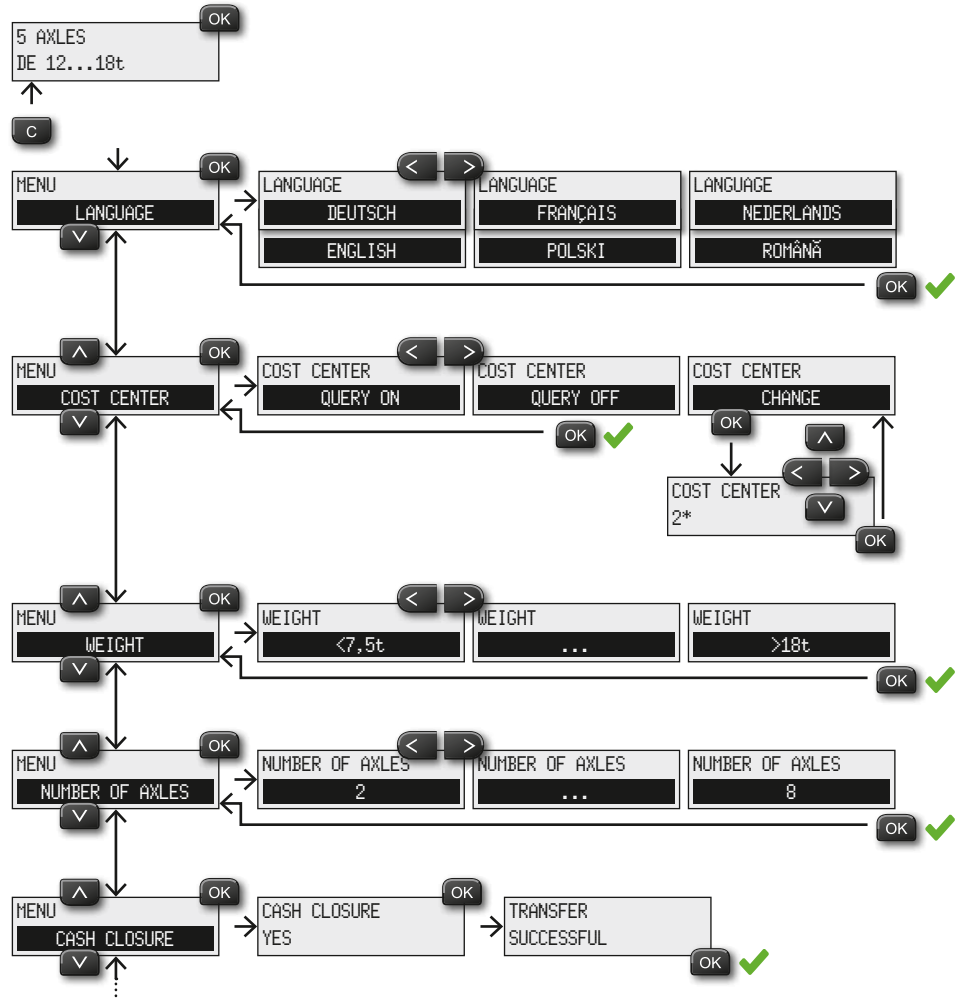 OK
5 AXLES
DE 12...18t
C
OK
MENU
LANGUAGE
LANGUAGE
DEUTSCH
ENGLISH
LANGUAGE
FRANÇAIS
POLSKI
LANGUAGE
NEDERLANDS
ROMÂNĂ
OK
OK
MENU
COST CENTER
COST CENTER
QUERY ON
COST CENTER
QUERY OFF
COST CENTER
CHANGE
OK
OK
COST CENTER
2*
OK
OK
MENU
WEIGHT
WEIGHT
<7,5t
WEIGHT
...
WEIGHT
>18t
OK
OK
MENU
NUMBER OF AXLES
NUMBER OF AXLES
2
NUMBER OF AXLES
...
NUMBER OF AXLES
8
OK
OK
MENU
CASH CLOSURE
OK
CASH CLOSURE
YES
TRANSFER
SUCCESSFUL
OK